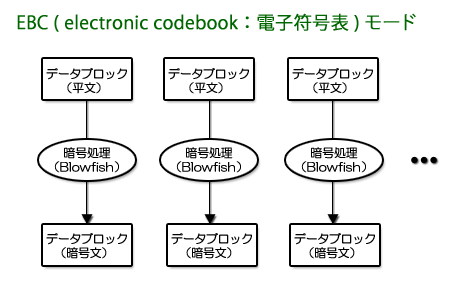 EBC ( electronic codebook：電子符号表 ) モード
データブロック
（平文）
データブロック
（平文）
データブロック
（平文）
暗号処理
（Blowfish）
暗号処理
（Blowfish）
暗号処理
（Blowfish）
•••
データブロック
（暗号文）
データブロック
（暗号文）
データブロック
（暗号文）